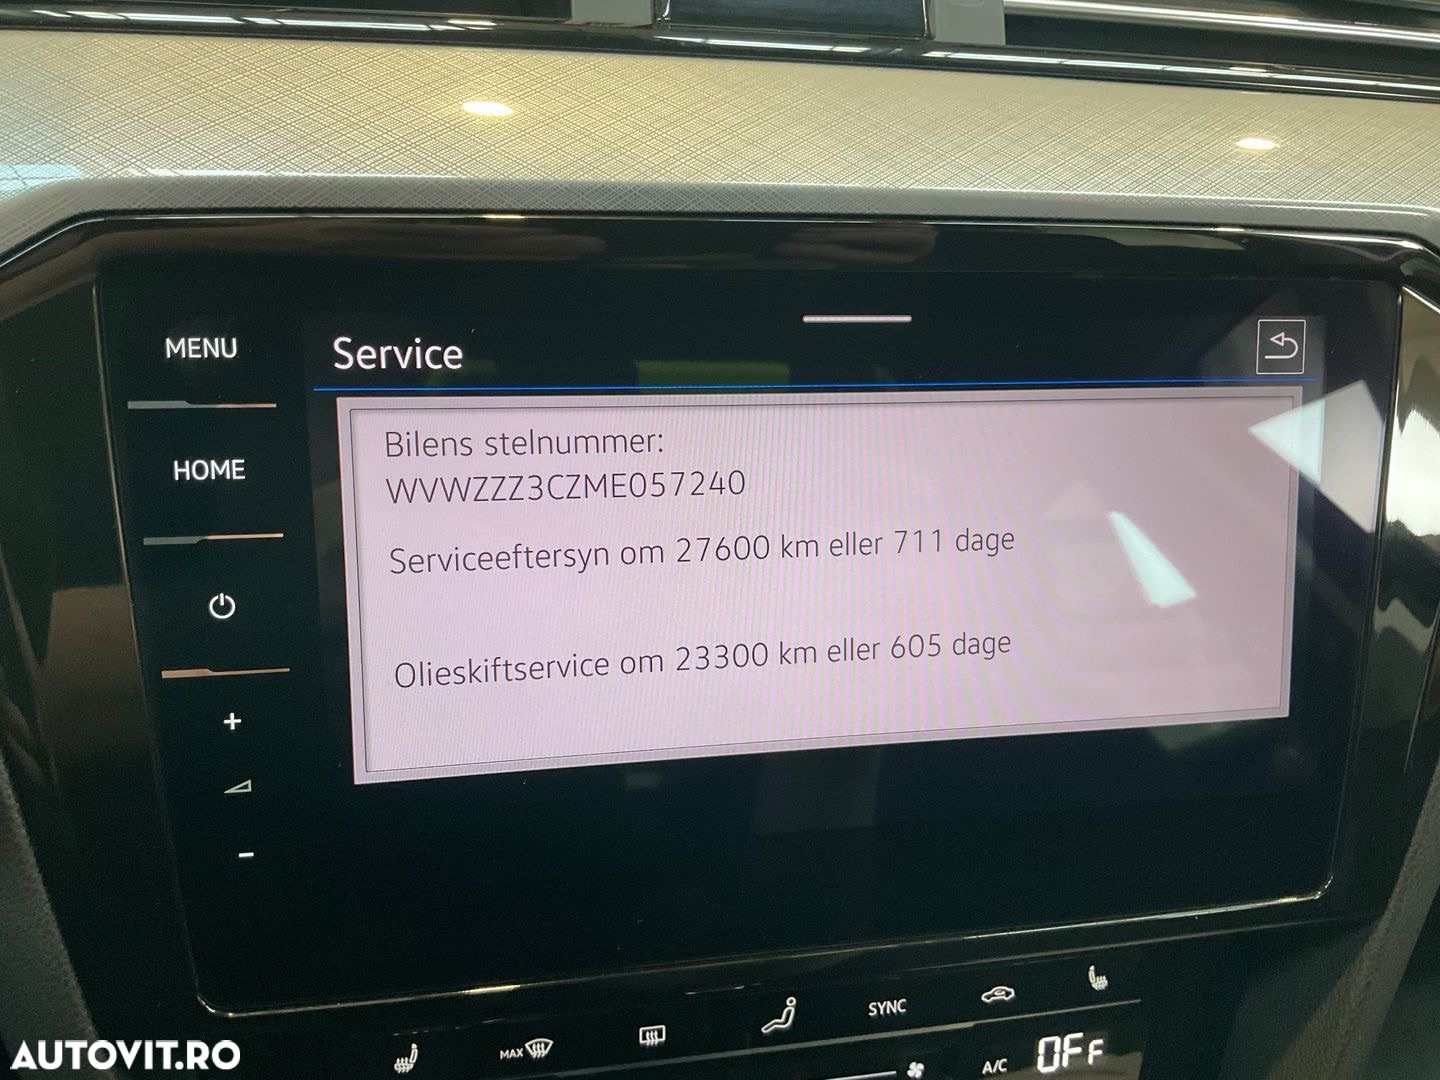 MENU
Service
HOME
Bilens stelnummer:
WVWZZZ3CZME057240
Serviceeftersyn om 27600 km eller 711 dage
Olieskiftservice om 23300 km eller 605 dage
+
-
MAX
SYNC
A/C
OFF
AUTOVIT.RO